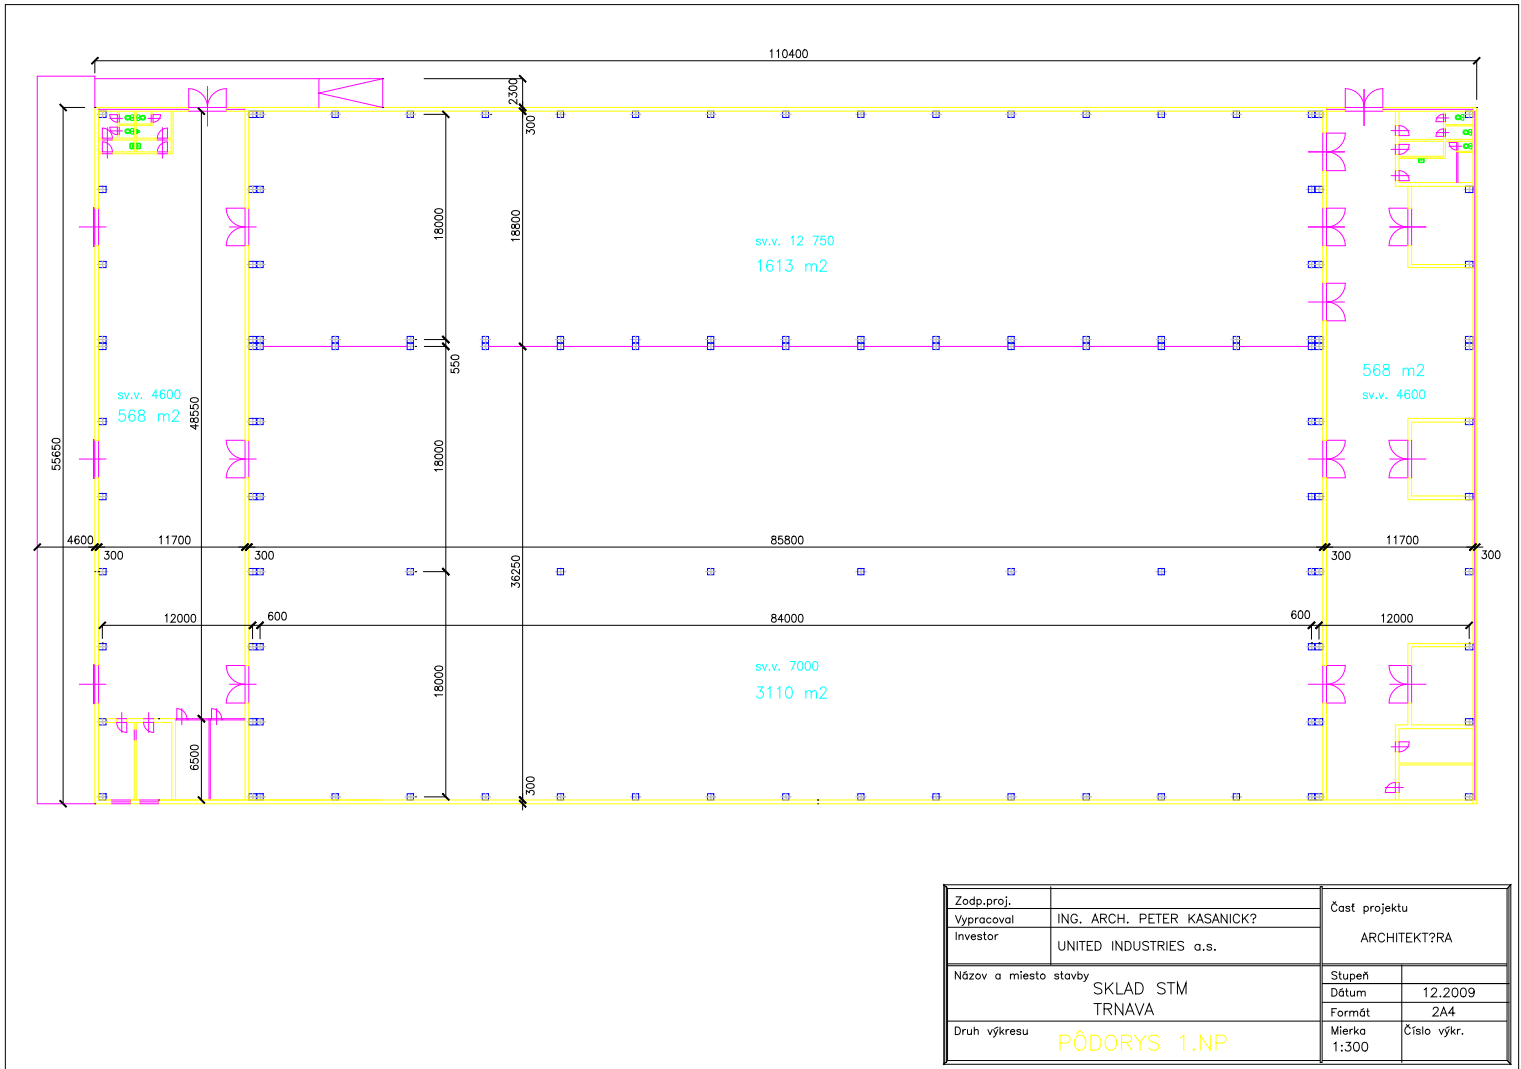 110400
2300
300
18000
18800
sv.v. 12 750
1613 m2
550
568 m2
sv.v. 4600
sv.v. 4600
568 m2
48550
55650
18000
4600
300
11700
300
85800
36250
300
11700
300
12000
600
84000
600
12000
18000
sv.v. 7000
3110 m2
6500
300
Zodp.proj.
Vypracoval
ING. ARCH. PETER KASANICK?
Investor
UNITED INDUSTRIES a.s.
Časť projektu
ARCHITEKT?RA
Názov a miesto stavby
SKLAD STM
TRNAVA
Stupeň
Dátum
12.2009
Formát
2A4
Druh výkresu
PÔDORYS 1.NP
Mierka
1:300
Číslo výkr.